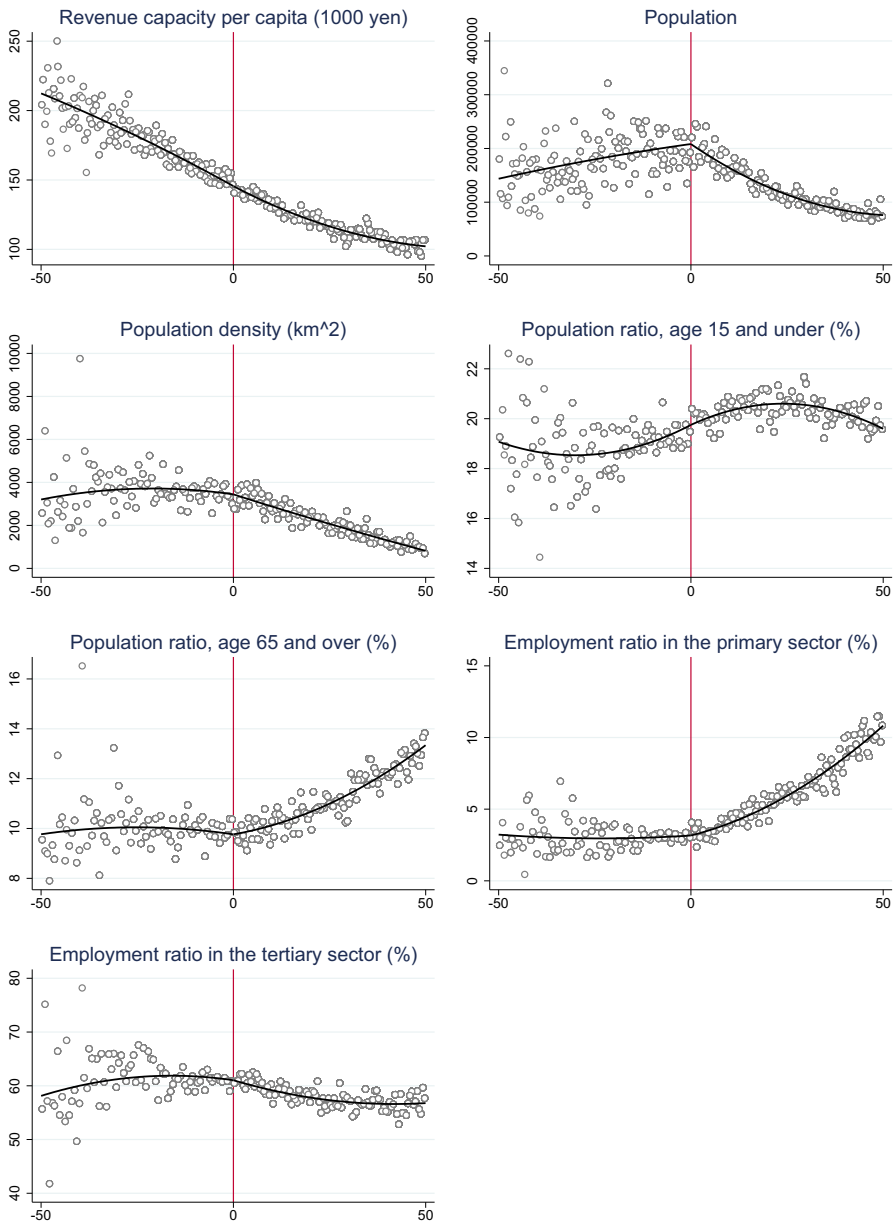 Revenue capacity per capita (1000 yen)
250
200
150
100
-50 0 50
Population
400000
300000
200000
100000
0
-50 0 50
Population density (km^2)
10000
8000
6000
4000
2000
0
-50 0 50
Population ratio, age 15 and under (%)
22
20
18
16
14
-50 0 50
Population ratio, age 65 and over (%)
16
14
12
10
8
-50 0 50
Employment ratio in the primary sector (%)
15
10
5
0
-50 0 50
Employment ratio in the tertiary sector (%)
80
70
60
50
40
-50 0 50